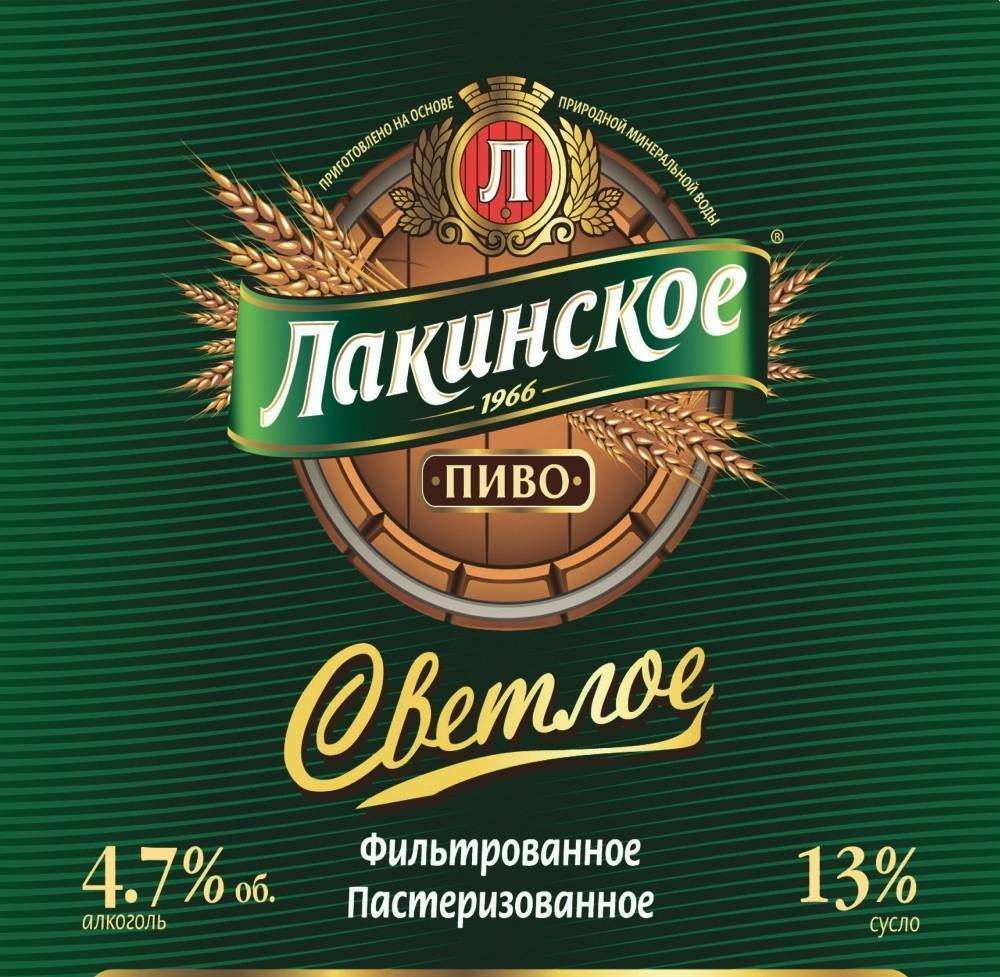 ПРИГОТОВЛЕНО НА ОСНОВЕ ПРИРОДНОЙ МИНЕРАЛЬНОЙ ВОДЫ
Л
®
Лакинское
1966
·ПИВО·
Светлое
4.7% об.
алкоголь
Фильтрованное
Пастеризованное
13%
сусло